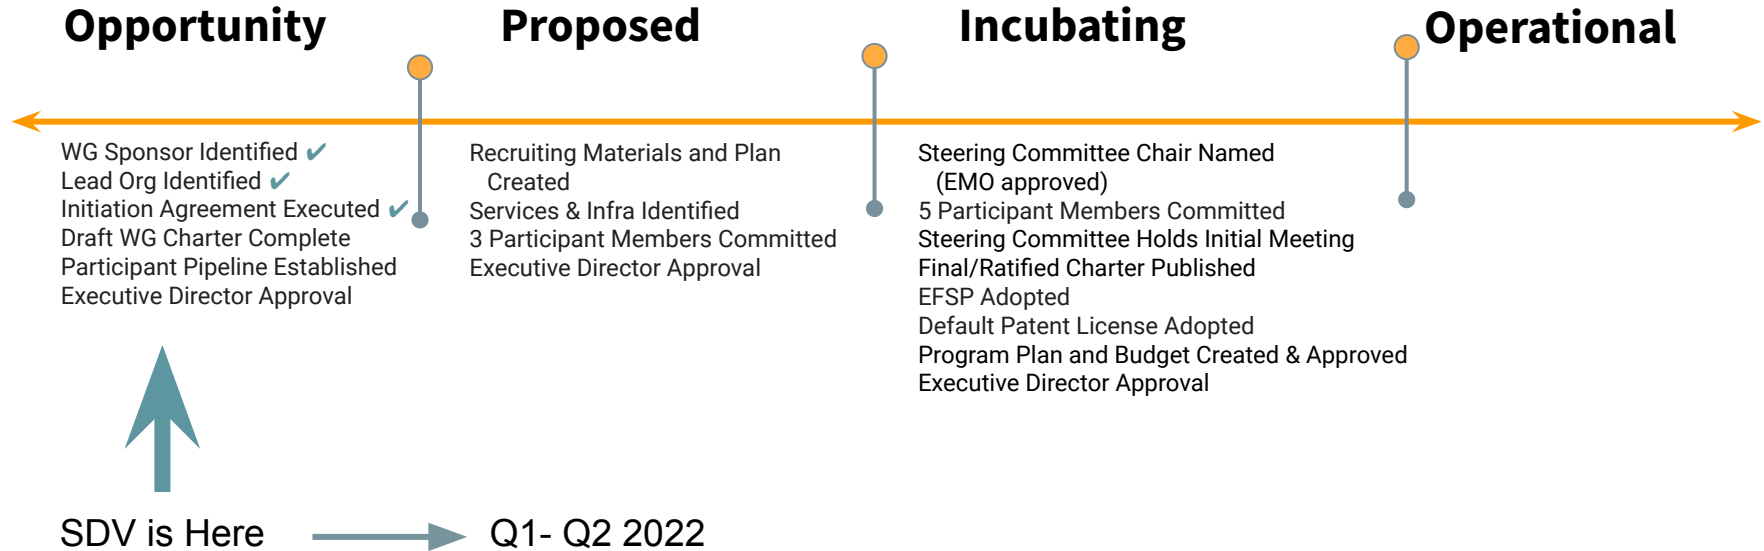 Opportunity
Proposed
Incubating
Operational
WG Sponsor Identified ✔
Lead Org Identified ✔
Initiation Agreement Executed ✔
Draft WG Charter Complete
Participant Pipeline Established
Executive Director Approval
Recruiting Materials and Plan
Created
Services & Infra Identified
3 Participant Members Committed
Executive Director Approval
Steering Committee Chair Named
(EMO approved)
5 Participant Members Committed
Steering Committee Holds Initial Meeting
Final/Ratified Charter Published
EFSP Adopted
Default Patent License Adopted
Program Plan and Budget Created & Approved
Executive Director Approval
SDV is Here
Q1- Q2 2022